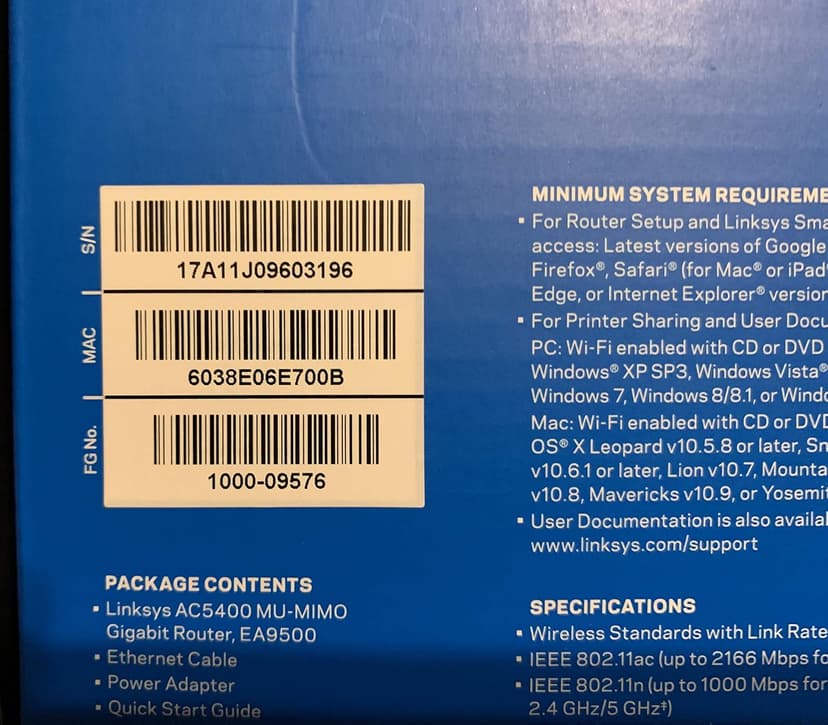 S/N
17A11J09603196
MAC
6038E06E700B
FG No.
1000-09576
PACKAGE CONTENTS
▪ Linksys AC5400 MU-MIMO
Gigabit Router, EA9500
▪ Ethernet Cable
▪ Power Adapter
▪ Quick Start Guide
MINIMUM SYSTEM REQUIREME
▪ For Router Setup and Linksys Sma
access: Latest versions of Google
Firefox®, Safari® (for Mac® or iPad®
Edge, or Internet Explorer® version
▪ For Printer Sharing and User Docu
PC: Wi-Fi enabled with CD or DVD
Windows® XP SP3, Windows Vista®
Windows 7, Windows 8/8.1, or Windo
Mac: Wi-Fi enabled with CD or DVD
OS® X Leopard v10.5.8 or later, Sn
v10.6.1 or later, Lion v10.7, Mounta
v10.8, Mavericks v10.9, or Yosemit
▪ User Documentation is also availab
www.linksys.com/support
SPECIFICATIONS
▪ Wireless Standards with Link Rate
▪ IEEE 802.11ac (up to 2166 Mbps fo
▪ IEEE 802.11n (up to 1000 Mbps for
2.4 GHz/5 GHz‡)